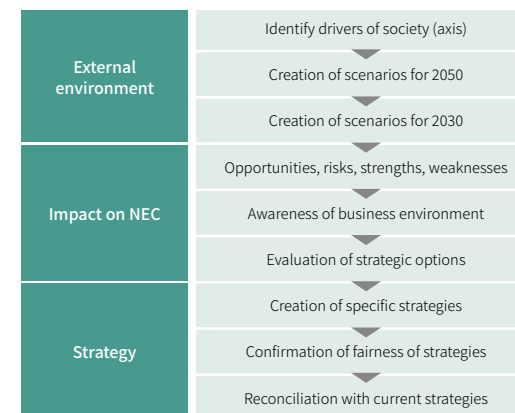 External
environment
Identify drivers of society (axis)
Creation of scenarios for 2050
Creation of scenarios for 2030
Impact on NEC
Opportunities, risks, strengths, weaknesses
Awareness of business environment
Evaluation of strategic options
Strategy
Creation of specific strategies
Confirmation of fairness of strategies
Reconciliation with current strategies